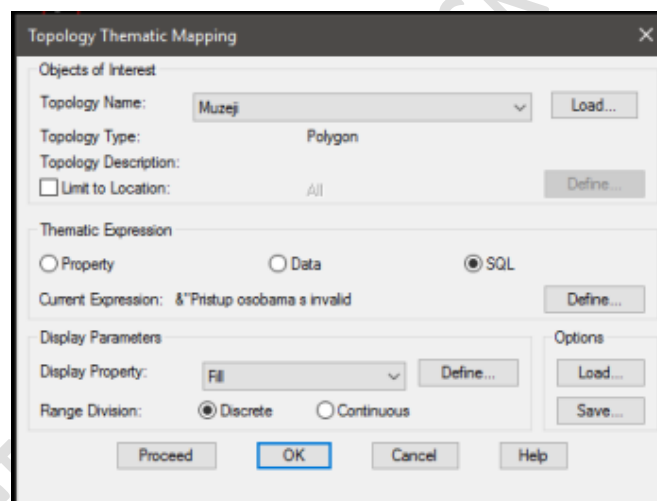 Topology Thematic Mapping
Objects of Interest
Topology Name: Muzeji Load...
Topology Type: Polygon
Topology Description:
Limit to Location: All Define...
Thematic Expression
Property Data SQL
Current Expression: &"Pristup osobama s invalid Define...
Display Parameters Options
Display Property: Fill Define... Load...
Range Division: Discrete Continuous Save...
Proceed OK Cancel Help